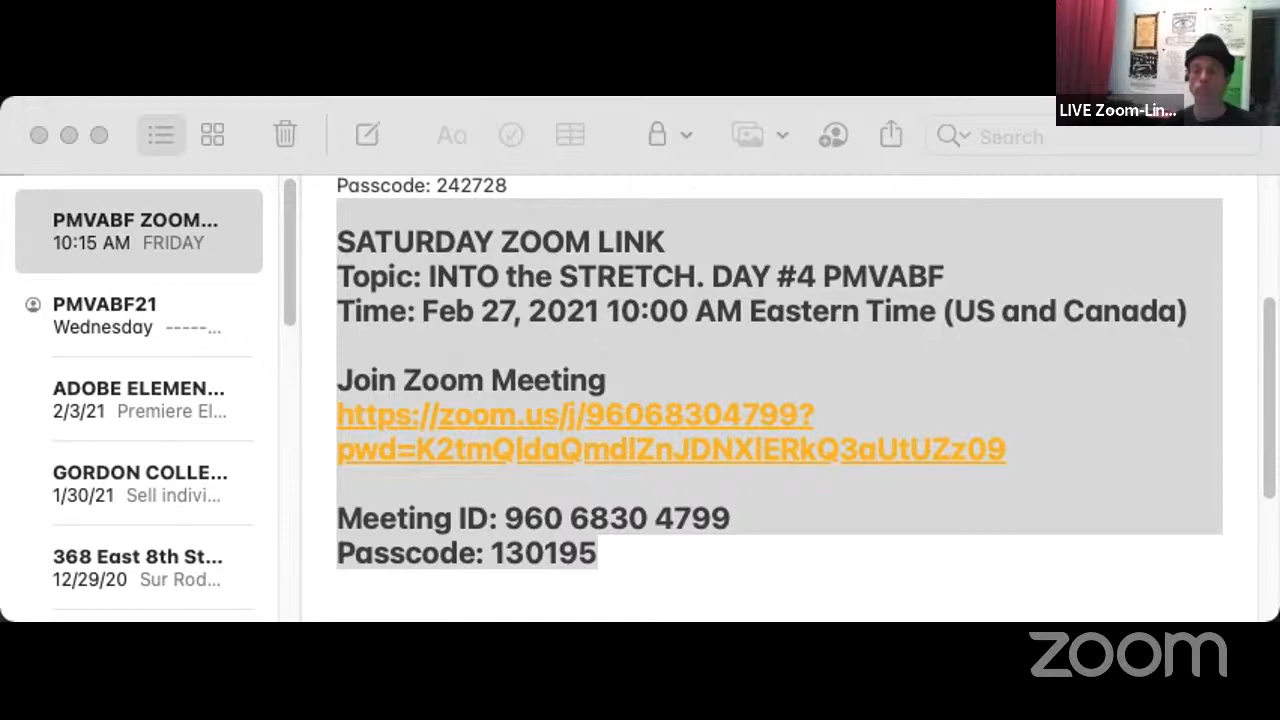 LIVE Zoom-Lin...
Aa
Search
PMVABF ZOOM...
10:15 AM FRIDAY
PMVABF21
Wednesday -----...
ADOBE ELEMEN...
2/3/21 Premiere El...
GORDON COLLE...
1/30/21 Sell indivi...
368 East 8th St...
12/29/20 Sur Rod...
Passcode: 242728
SATURDAY ZOOM LINK
Topic: INTO the STRETCH. DAY #4 PMVABF
Time: Feb 27, 2021 10:00 AM Eastern Time (US and Canada)
Join Zoom Meeting
https://zoom.us/j/96068304799?
pwd=K2tmQldaQmdlZnJDNXlERkQ3aUtUZz09
Meeting ID: 960 6830 4799
Passcode: 130195
zoom